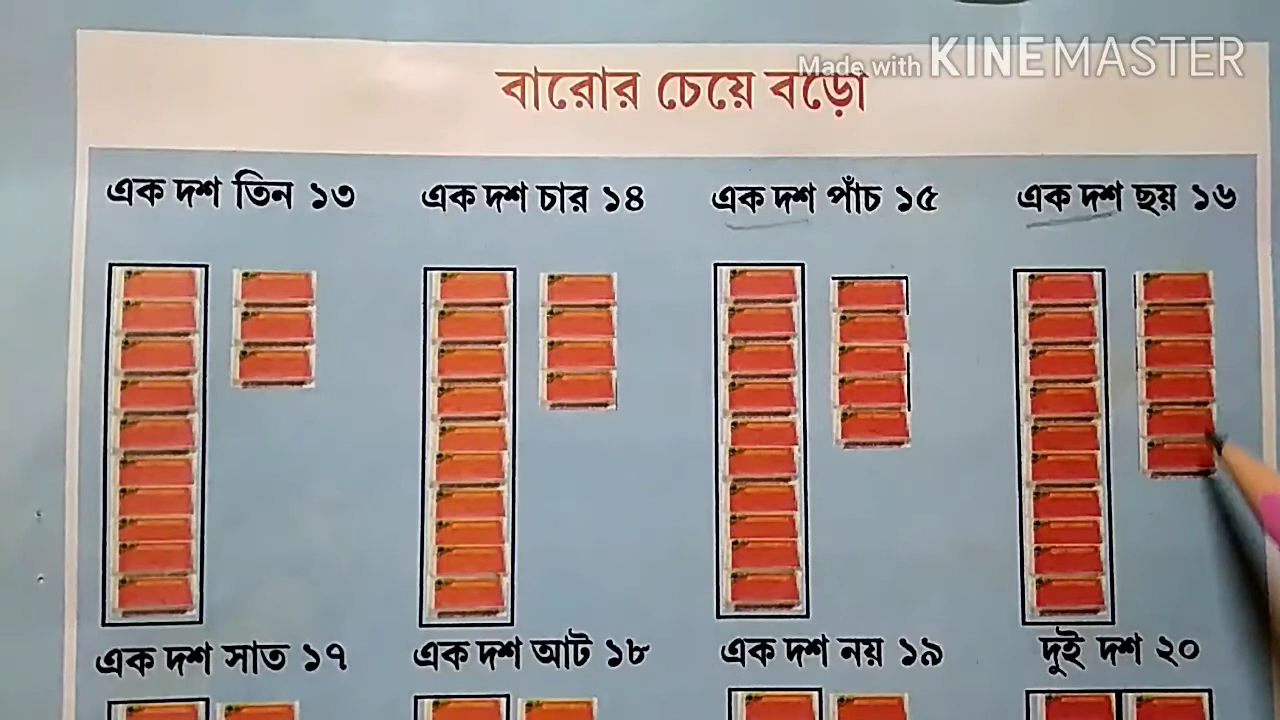 Made with KINEMASTER
বারোর চেয়ে বড়ো
এক দশ তিন ১৩ এক দশ চার ১৪ এক দশ পাঁচ ১৫ এক দশ ছয় ১৬
এক দশ সাত ১৭ এক দশ আট ১৮ এক দশ নয় ১৯ দুই দশ ২০